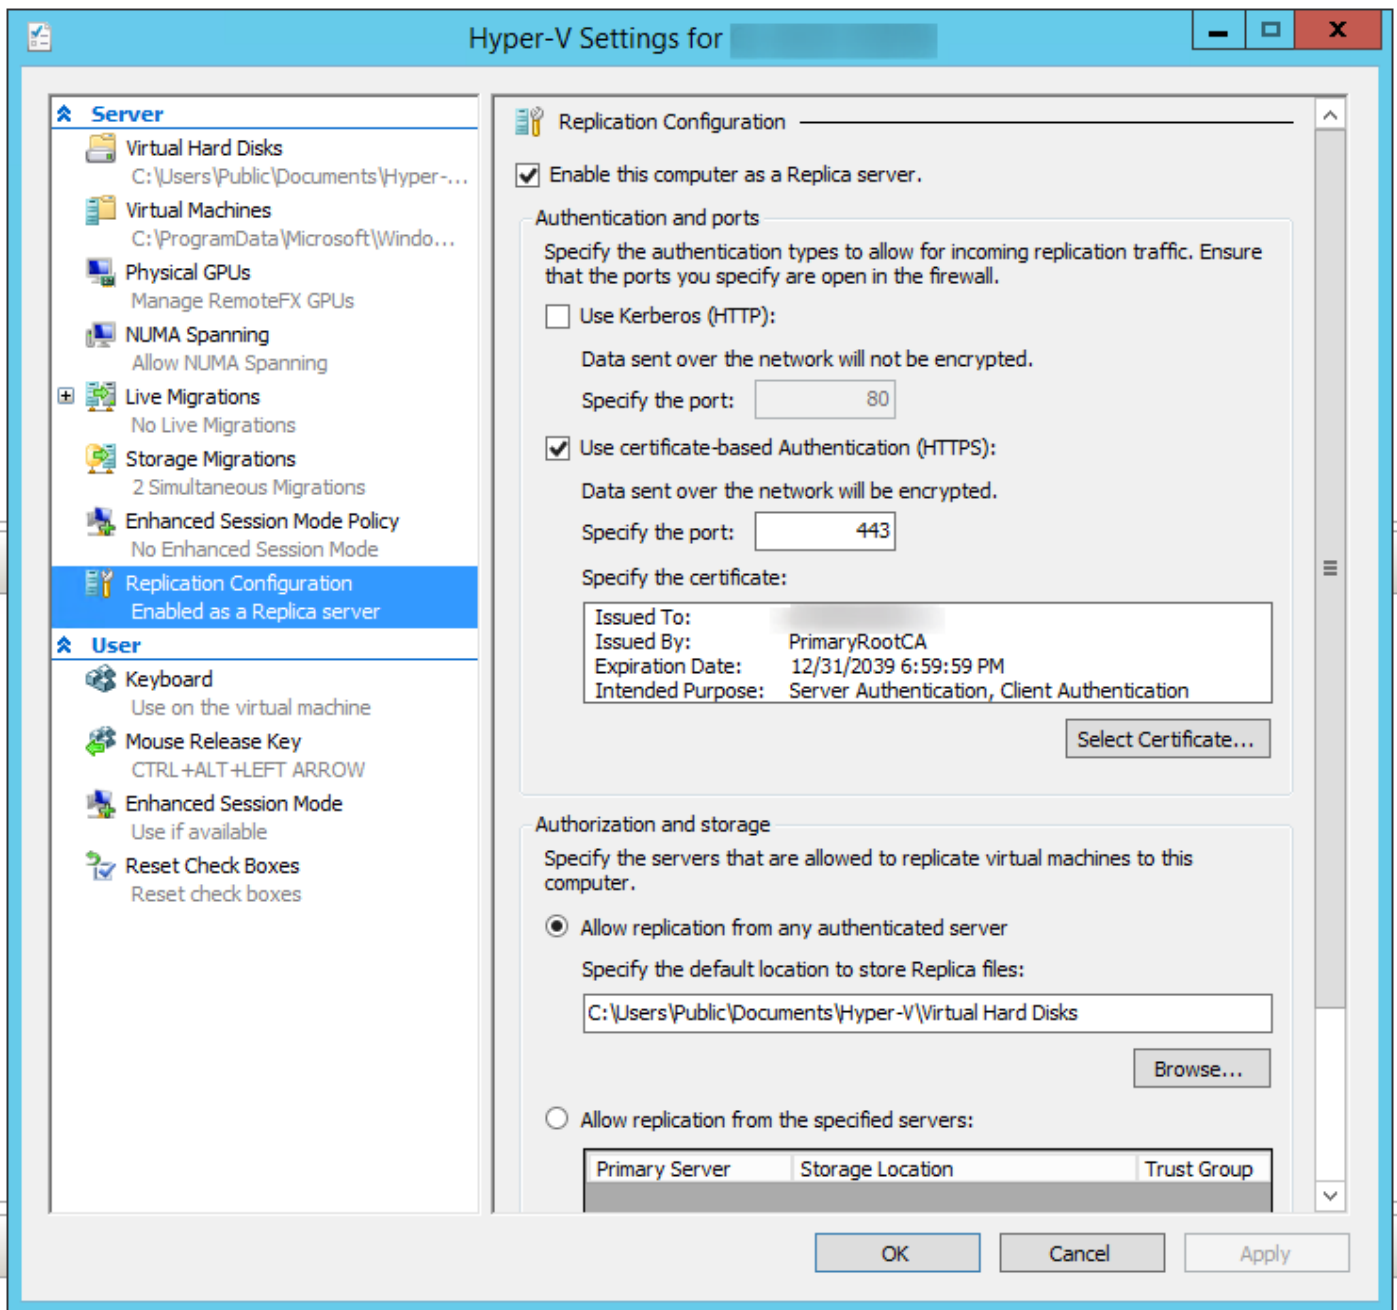 Hyper-V Settings for
Server
Virtual Hard Disks
C:\Users\Public\Documents\Hyper-...
Virtual Machines
C:\ProgramData\Microsoft\Windo...
Physical GPUs
Manage RemoteFX GPUs
NUMA Spanning
Allow NUMA Spanning
Live Migrations
No Live Migrations
Storage Migrations
2 Simultaneous Migrations
Enhanced Session Mode Policy
No Enhanced Session Mode
Replication Configuration
Enabled as a Replica server
User
Keyboard
Use on the virtual machine
Mouse Release Key
CTRL+ALT+LEFT ARROW
Enhanced Session Mode
Use if available
Reset Check Boxes
Reset check boxes
Replication Configuration
Enable this computer as a Replica server.
Authentication and ports
Specify the authentication types to allow for incoming replication traffic. Ensure
that the ports you specify are open in the firewall.
Use Kerberos (HTTP):
Data sent over the network will not be encrypted.
Specify the port: 80
Use certificate-based Authentication (HTTPS):
Data sent over the network will be encrypted.
Specify the port: 443
Specify the certificate:
Issued To:
Issued By: PrimaryRootCA
Expiration Date: 12/31/2039 6:59:59 PM
Intended Purpose: Server Authentication, Client Authentication
Select Certificate...
Authorization and storage
Specify the servers that are allowed to replicate virtual machines to this
computer.
Allow replication from any authenticated server
Specify the default location to store Replica files:
C:\Users\Public\Documents\Hyper-V\Virtual Hard Disks
Browse...
Allow replication from the specified servers:
Primary Server Storage Location Trust Group
OK Cancel Apply